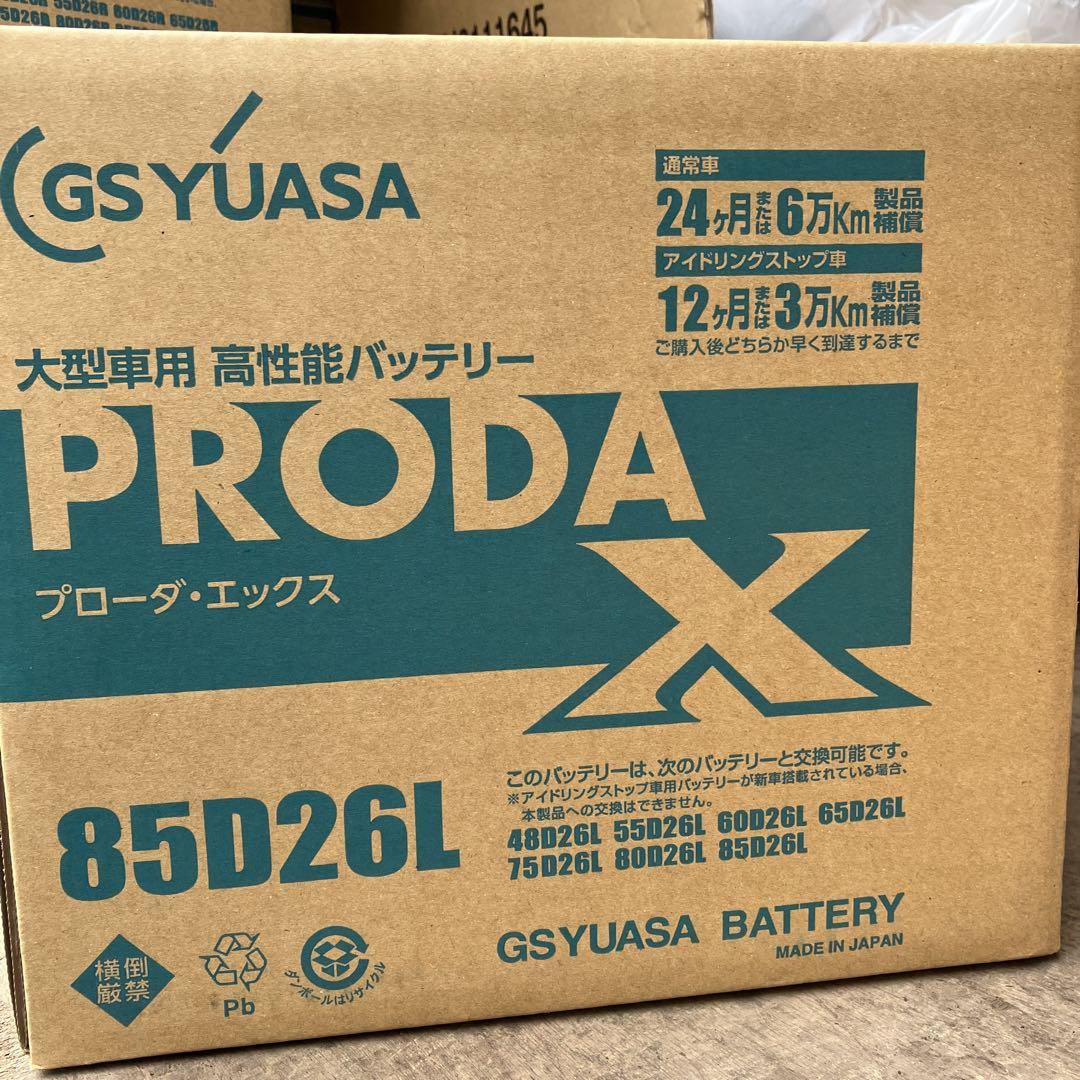 55D26R 60D26R 65D26R
80D26R
111645
GS YUASA
通常車
24ヶ月または6万Km製品補償
アイドリングストップ車
12ヶ月または3万Km製品補償
ご購入後どちらか早く到達するまで
大型車用 高性能バッテリー
PRODA
X
プローダ・エックス
このバッテリーは、次のバッテリーと交換可能です。
※アイドリングストップ車用バッテリーが新車搭載されている場合、
本製品への交換はできません。
48D26L 55D26L 60D26L 65D26L
75D26L 80D26L 85D26L
85D26L
GS YUASA BATTERY
MADE IN JAPAN
横倒
厳禁
Pb
ダンボールはリサイクル